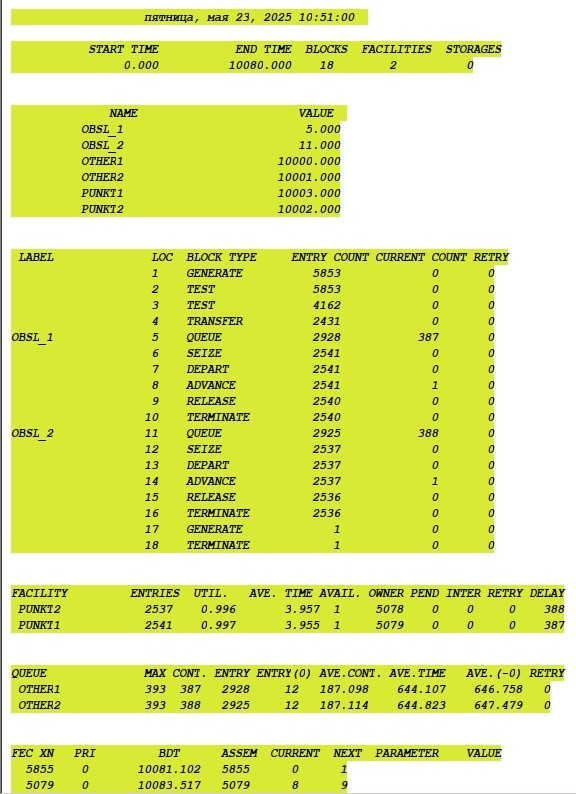 пятница, мая 23, 2025 10:51:00
START TIME END TIME BLOCKS FACILITIES STORAGES
0.000 10080.000 18 2 0
NAME VALUE
OBSL_1 5.000
OBSL_2 11.000
OTHER1 10000.000
OTHER2 10001.000
PUNKT1 10003.000
PUNKT2 10002.000
LABEL LOC BLOCK TYPE ENTRY COUNT CURRENT COUNT RETRY
1 GENERATE 5853 0 0
2 TEST 5853 0 0
3 TEST 4162 0 0
4 TRANSFER 2431 0 0
OBSL_1 5 QUEUE 2928 387 0
6 SEIZE 2541 0 0
7 DEPART 2541 0 0
8 ADVANCE 2541 1 0
9 RELEASE 2540 0 0
10 TERMINATE 2540 0 0
OBSL_2 11 QUEUE 2925 388 0
12 SEIZE 2537 0 0
13 DEPART 2537 0 0
14 ADVANCE 2537 1 0
15 RELEASE 2536 0 0
16 TERMINATE 2536 0 0
17 GENERATE 1 0 0
18 TERMINATE 1 0 0
FACILITY ENTRIES UTIL. AVE. TIME AVAIL. OWNER PEND INTER RETRY DELAY
PUNKT2 2537 0.996 3.957 1 5078 0 0 0 388
PUNKT1 2541 0.997 3.955 1 5079 0 0 0 387
QUEUE MAX CONT. ENTRY ENTRY(0) AVE.CONT. AVE.TIME AVE.(-0) RETRY
OTHER1 393 387 2928 12 187.098 644.107 646.758 0
OTHER2 393 388 2925 12 187.114 644.823 647.479 0
FEC XN PRI BDT ASSEM CURRENT NEXT PARAMETER VALUE
5855 0 10081.102 5855 0 1
5079 0 10083.517 5079 8 9